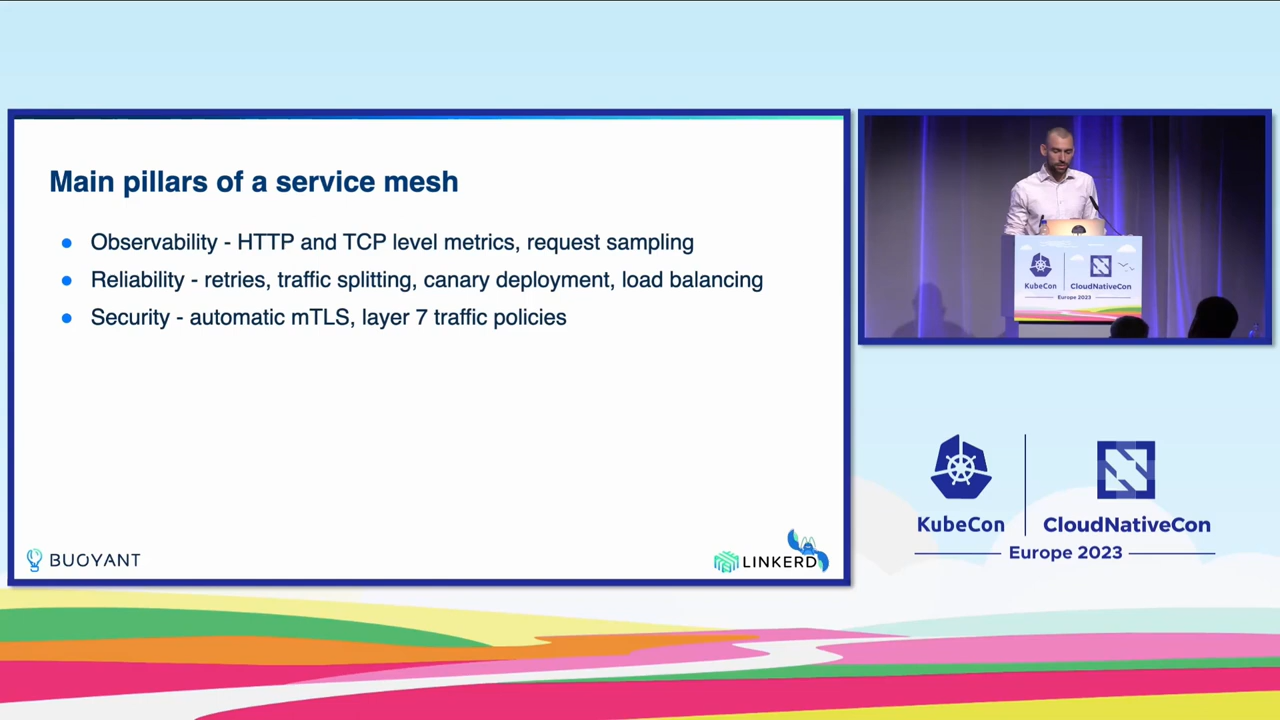 Main pillars of a service mesh
● Observability - HTTP and TCP level metrics, request sampling
● Reliability - retries, traffic splitting, canary deployment, load balancing
● Security - automatic mTLS, layer 7 traffic policies
BUOYANT
LINKERD
KubeCon
CloudNativeCon
Europe 2023
KubeCon
CloudNativeCon
Europe 2023